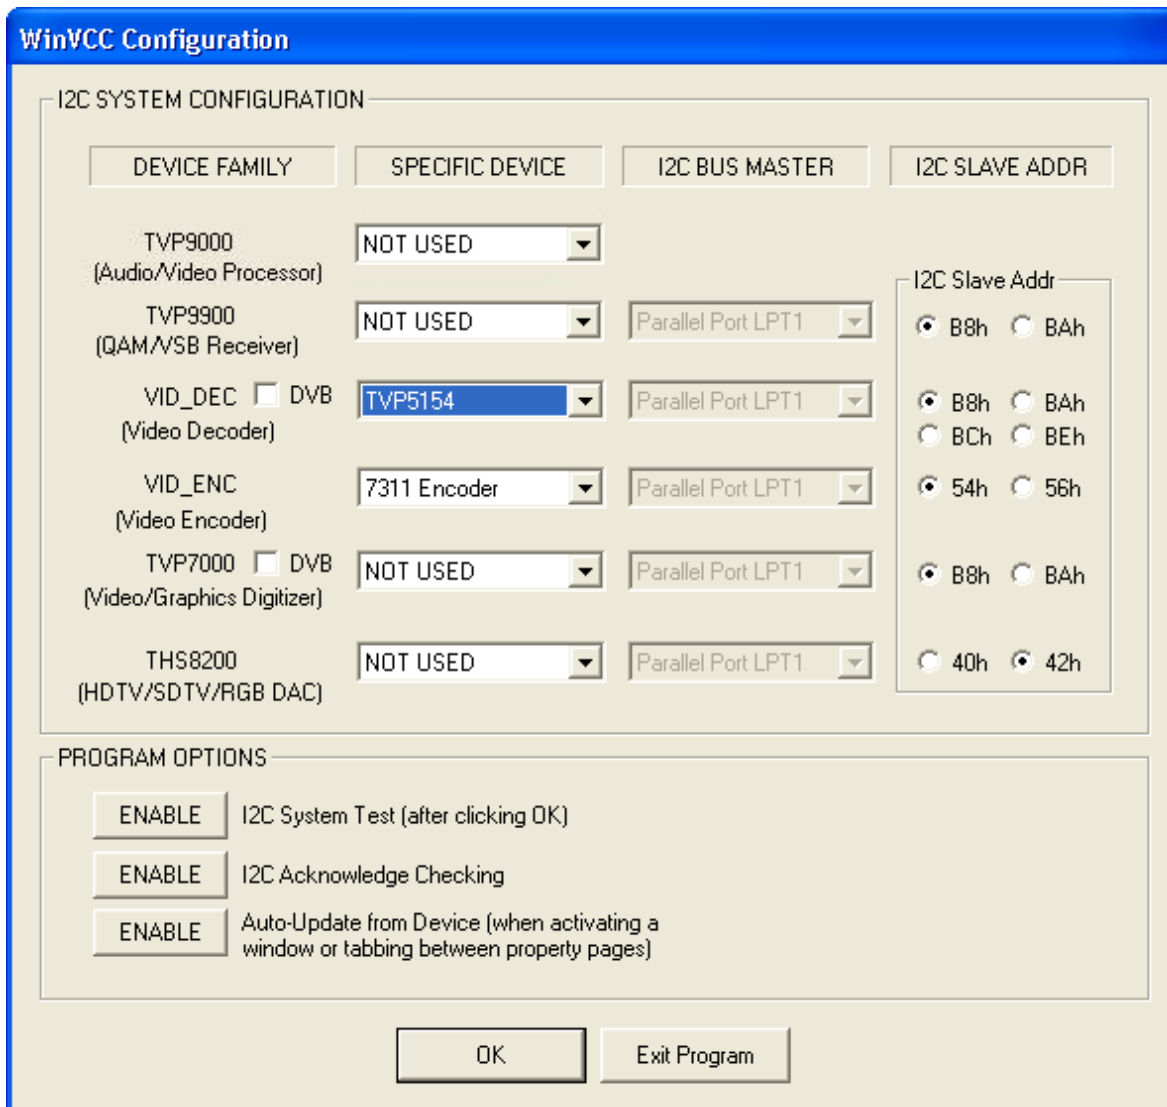 WinVCC Configuration
I2C SYSTEM CONFIGURATION
DEVICE FAMILY SPECIFIC DEVICE I2C BUS MASTER I2C SLAVE ADDR
TVP9000 NOT USED
(Audio/Video Processor)
I2C Slave Addr
TVP9900 NOT USED Parallel Port LPT1 B8h BAh
(QAM/VSB Receiver)
VID_DEC DVB TVP5154 Parallel Port LPT1 B8h BAh
(Video Decoder) BCh BEh
VID_ENC 7311 Encoder Parallel Port LPT1 54h 56h
(Video Encoder)
TVP7000 DVB NOT USED Parallel Port LPT1 B8h BAh
(Video/Graphics Digitizer)
THS8200 NOT USED Parallel Port LPT1 40h 42h
(HDTV/SDTV/RGB DAC)
PROGRAM OPTIONS
ENABLE I2C System Test (after clicking OK)
ENABLE I2C Acknowledge Checking
ENABLE Auto-Update from Device (when activating a
window or tabbing between property pages)
OK Exit Program